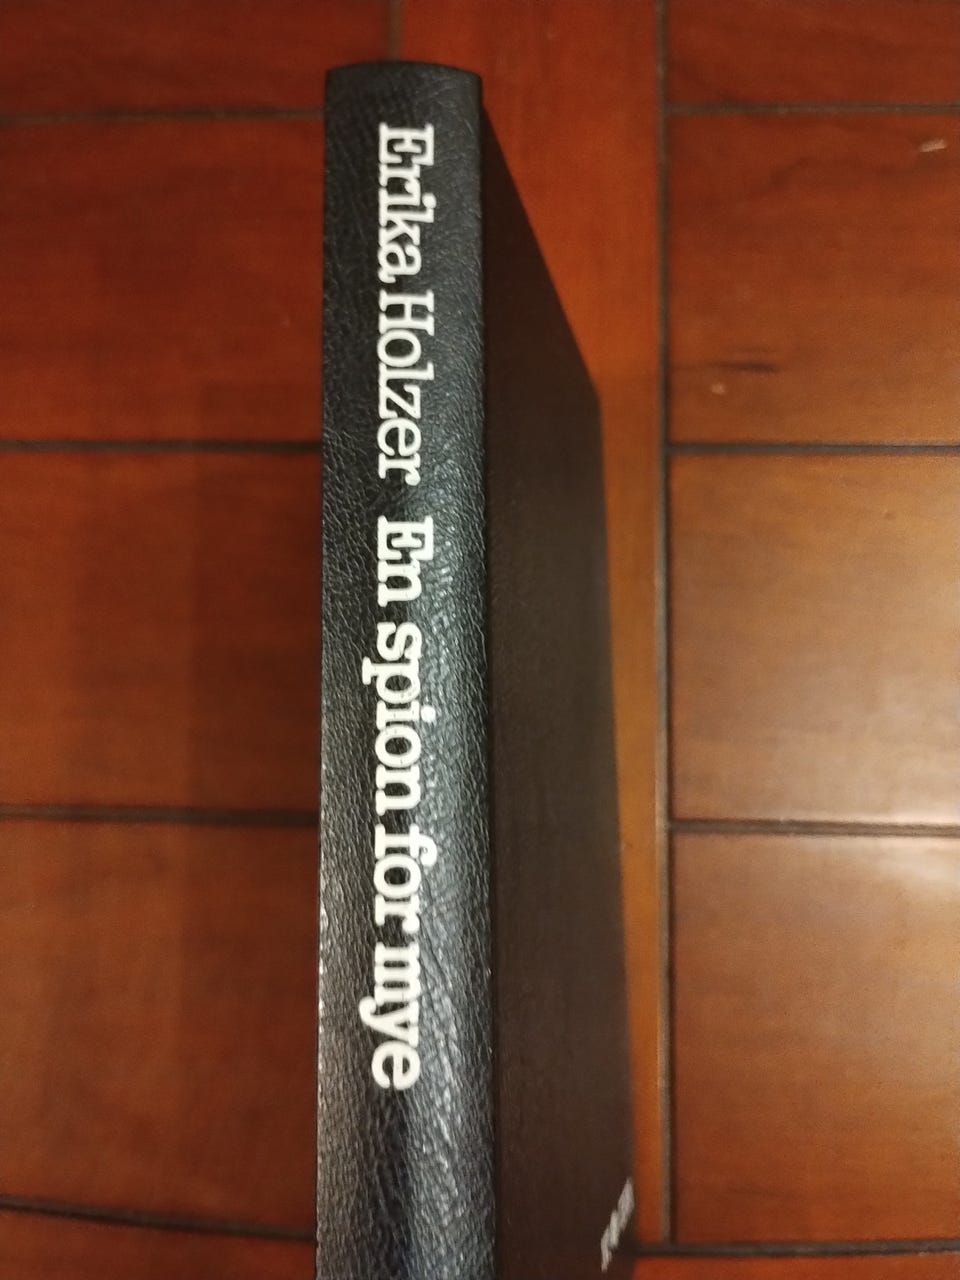 Erika Holzer En spion for mye